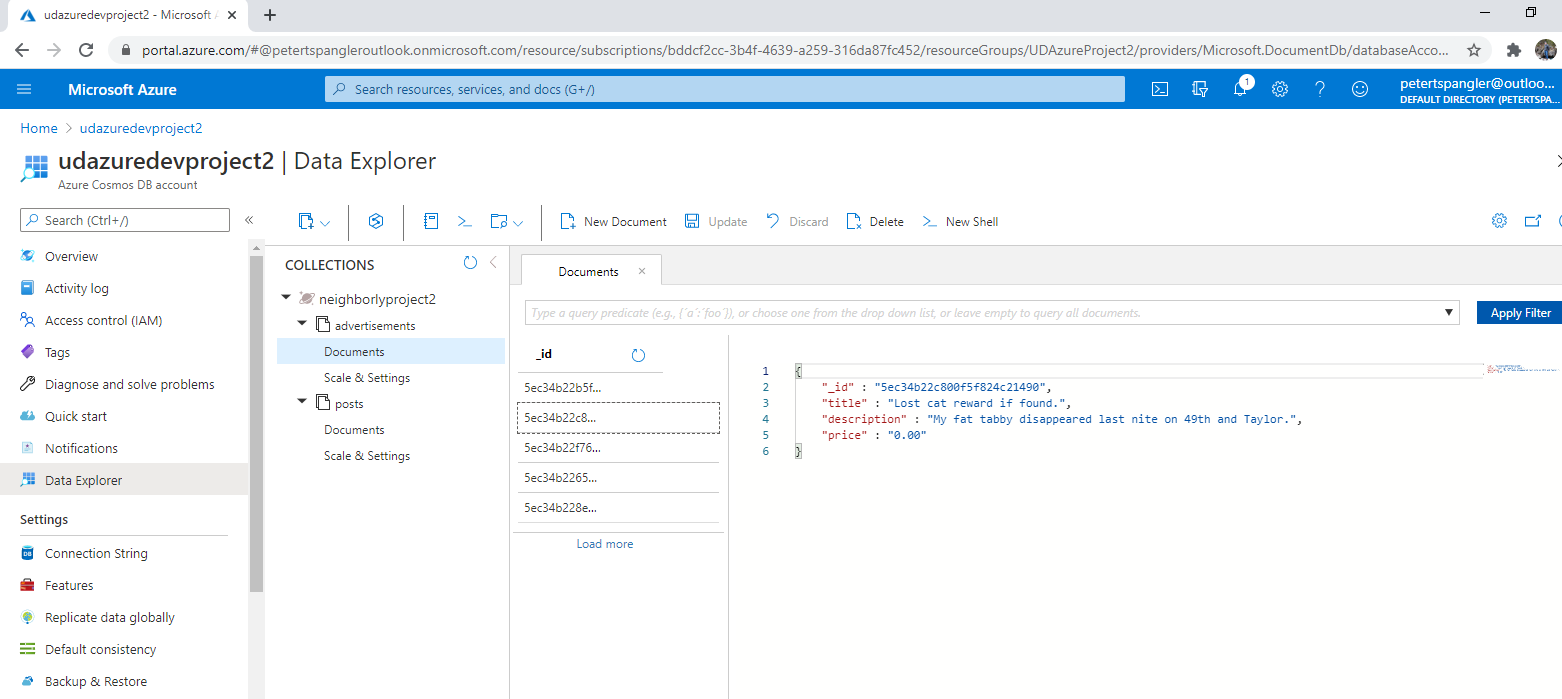 udazuredevproject2 - Microsoft A
portal.azure.com/#@petertspangleroutlook.onmicrosoft.com/resource/subscriptions/bddcf2cc-3b4f-4639-a259-316da87fc452/resourceGroups/UDAzureProject2/providers/Microsoft.DocumentDb/databaseAcco...
Microsoft Azure
Search resources, services, and docs (G+/)
1
petertspangler@outloo...
DEFAULT DIRECTORY (PETERTSPA...
Home > udazuredevproject2
udazuredevproject2 | Data Explorer
Azure Cosmos DB account
Search (Ctrl+/)
New Document
Update
Discard
Delete
New Shell
Overview
Activity log
Access control (IAM)
Tags
Diagnose and solve problems
Quick start
Notifications
Data Explorer
Settings
Connection String
Features
Replicate data globally
Default consistency
Backup & Restore
COLLECTIONS
neighborlyproject2
advertisements
Documents
Scale & Settings
posts
Documents
Scale & Settings
Documents
Type a query predicate (e.g., {´a´:´foo´}), or choose one from the drop down list, or leave empty to query all documents.
Apply Filter
_id
5ec34b22b5f...
5ec34b22c8...
5ec34b22f76...
5ec34b2265...
5ec34b228e...
Load more
1 {
2 "_id" : "5ec34b22c800f5f824c21490",
3 "title" : "Lost cat reward if found.",
4 "description" : "My fat tabby disappeared last nite on 49th and Taylor.",
5 "price" : "0.00"
6 }